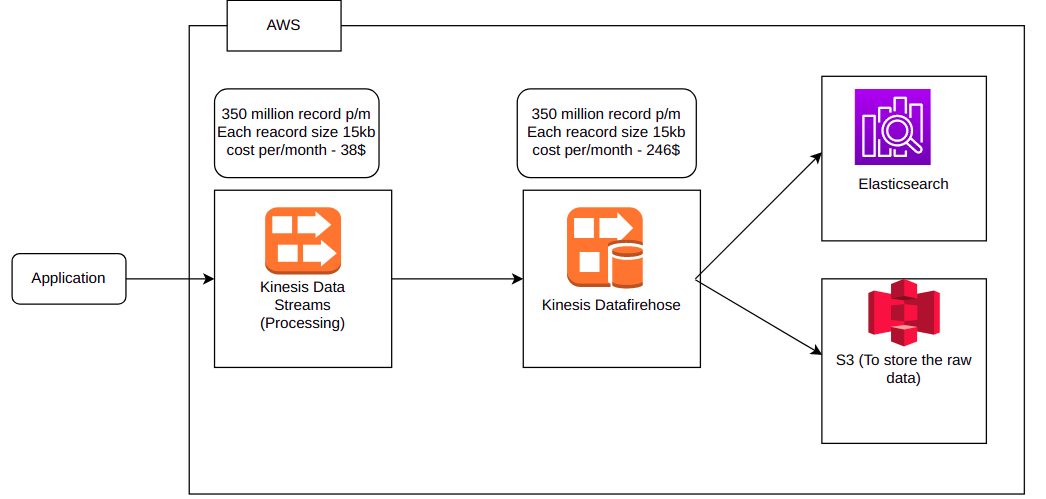 AWS
350 million record p/m
Each reacord size 15kb
cost per/month - 38$
350 million record p/m
Each reacord size 15kb
cost per/month - 246$
Elasticsearch
Application
Kinesis Data
Streams
(Processing)
Kinesis Datafirehose
S3 (To store the raw
data)